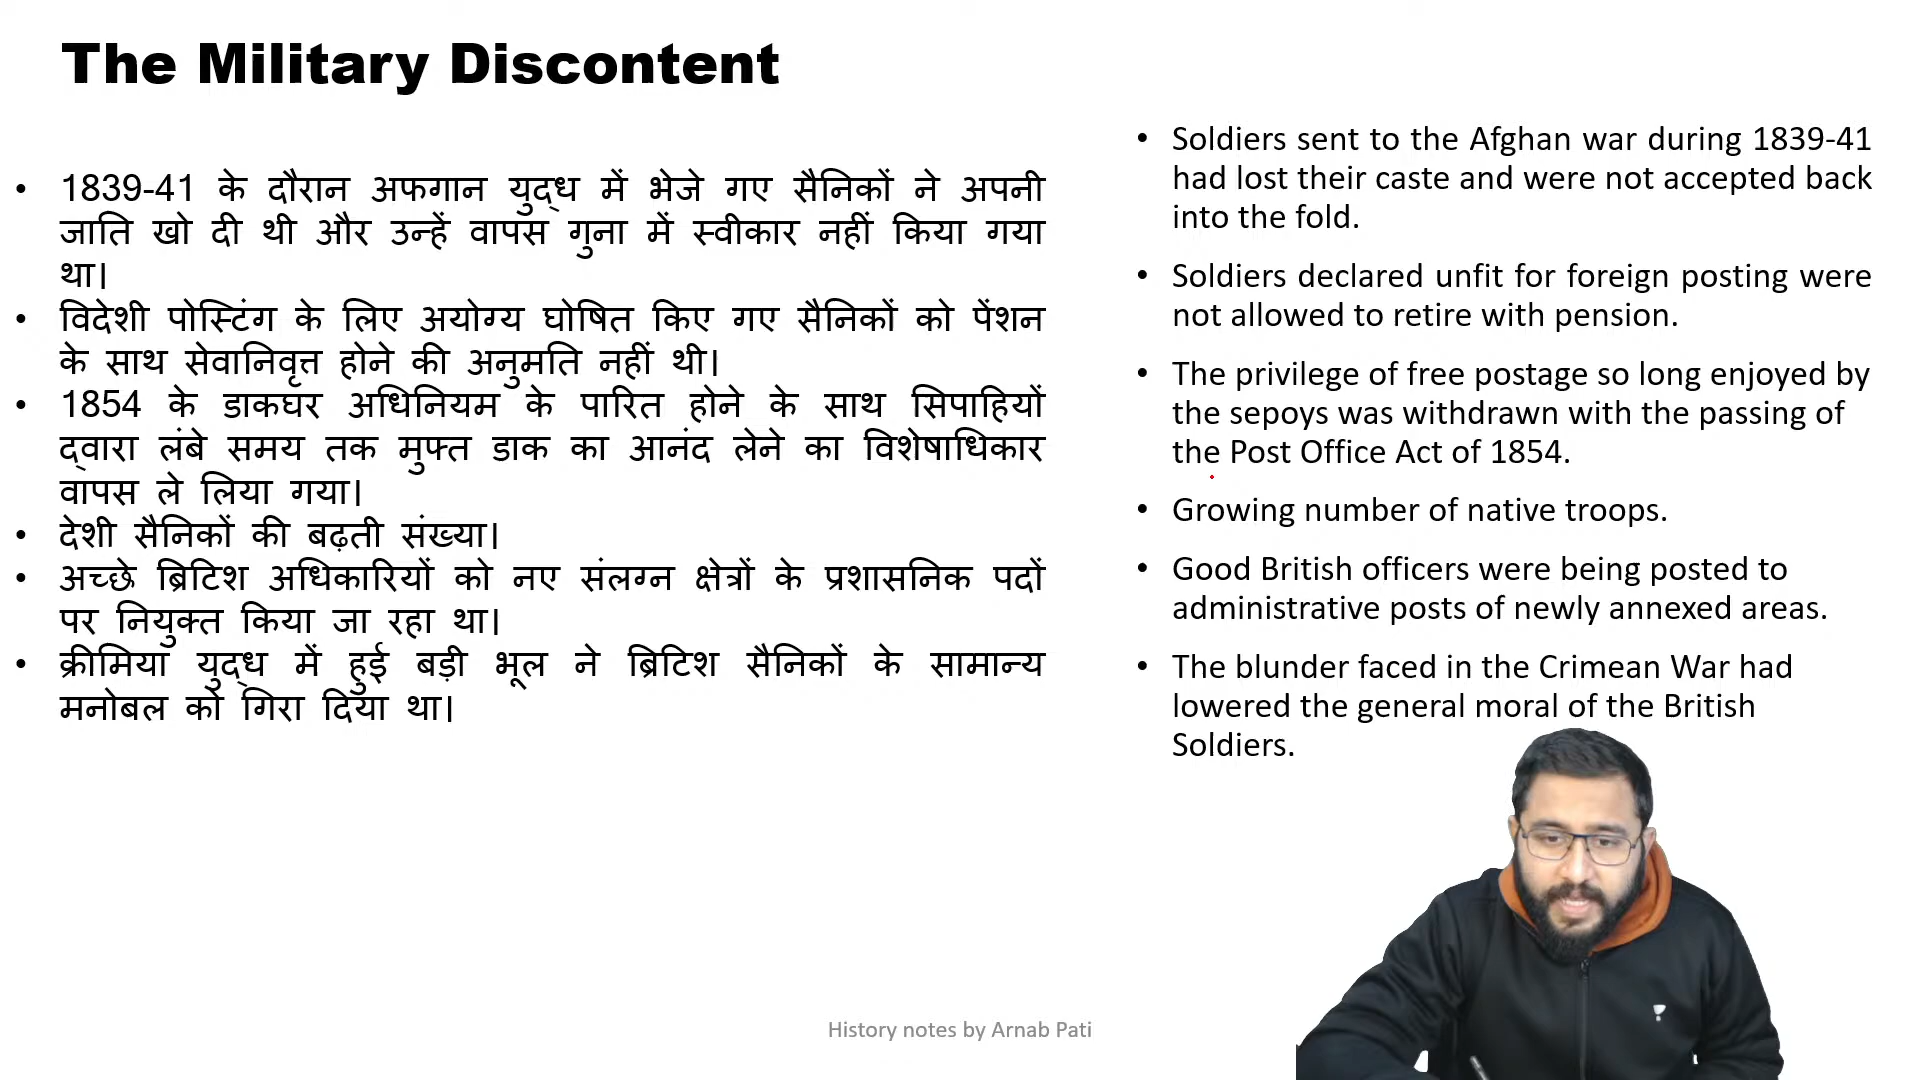 The Military Discontent
• 1839-41 के दौरान अफगान युद्ध में भेजे गए सैनिकों ने अपनी
जाति खो दी थी और उन्हें वापस गुना में स्वीकार नहीं किया गया
था।
• विदेशी पोस्टिंग के लिए अयोग्य घोषित किए गए सैनिकों को पेंशन
के साथ सेवानिवृत्त होने की अनुमति नहीं थी।
• 1854 के डाकघर अधिनियम के पारित होने के साथ सिपाहियों
द्वारा लंबे समय तक मुफ्त डाक का आनंद लेने का विशेषाधिकार
वापस ले लिया गया।
• देशी सैनिकों की बढ़ती संख्या।
• अच्छे ब्रिटिश अधिकारियों को नए संलग्न क्षेत्रों के प्रशासनिक पदों
पर नियुक्त किया जा रहा था।
• क्रीमिया युद्ध में हुई बड़ी भूल ने ब्रिटिश सैनिकों के सामान्य
मनोबल को गिरा दिया था।
• Soldiers sent to the Afghan war during 1839-41
had lost their caste and were not accepted back
into the fold.
• Soldiers declared unfit for foreign posting were
not allowed to retire with pension.
• The privilege of free postage so long enjoyed by
the sepoys was withdrawn with the passing of
the Post Office Act of 1854.
• Growing number of native troops.
• Good British officers were being posted to
administrative posts of newly annexed areas.
• The blunder faced in the Crimean War had
lowered the general moral of the British
Soldiers.
History notes by Arnab Pati